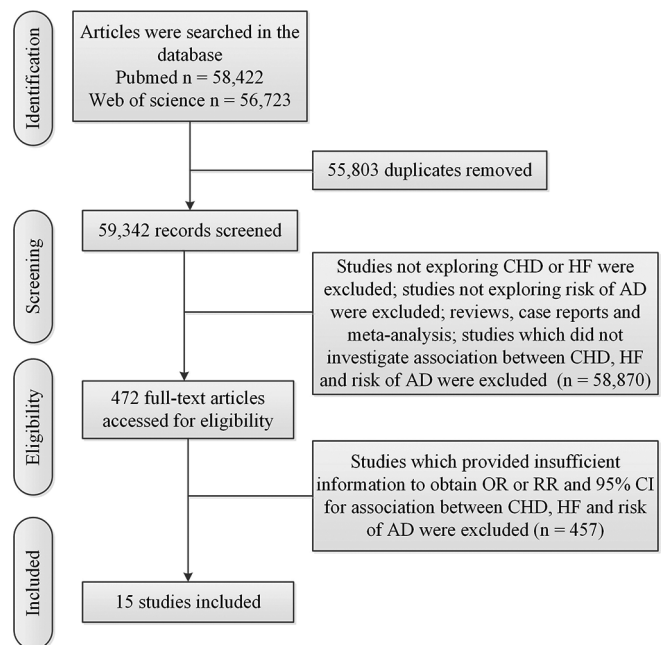 Identification
Articles were searched in the
database
Pubmed n = 58,422
Web of science n = 56,723
55,803 duplicates removed
Screening
59,342 records screened
Studies not exploring CHD or HF were
excluded; studies not exploring risk of AD
were excluded; reviews, case reports and
meta-analysis; studies which did not
investigate association between CHD, HF
and risk of AD were excluded (n = 58,870)
Eligibility
472 full-text articles
accessed for eligibility
Studies which provided insufficient
information to obtain OR or RR and 95% CI
for association between CHD, HF and risk
of AD were excluded (n = 457)
Included
15 studies included